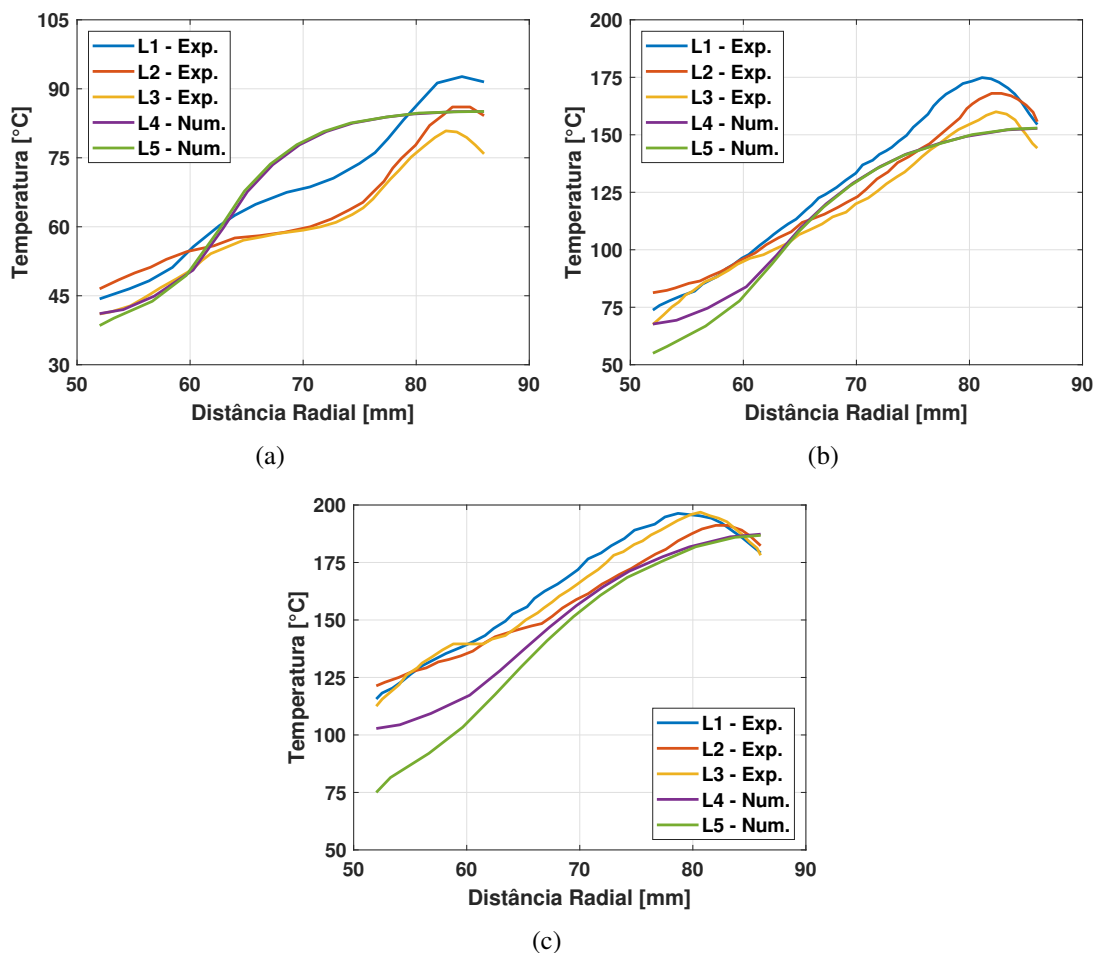 105
90
75
60
45
30
Temperatura [°C]
L1 - Exp.
L2 - Exp.
L3 - Exp.
L4 - Num.
L5 - Num.
50 60 70 80 90
Distância Radial [mm]
(a)
200
175
150
125
100
75
50
Temperatura [°C]
L1 - Exp.
L2 - Exp.
L3 - Exp.
L4 - Num.
L5 - Num.
50 60 70 80 90
Distância Radial [mm]
(b)
200
175
150
125
100
75
50
Temperatura [°C]
L1 - Exp.
L2 - Exp.
L3 - Exp.
L4 - Num.
L5 - Num.
50 60 70 80 90
Distância Radial [mm]
(c)